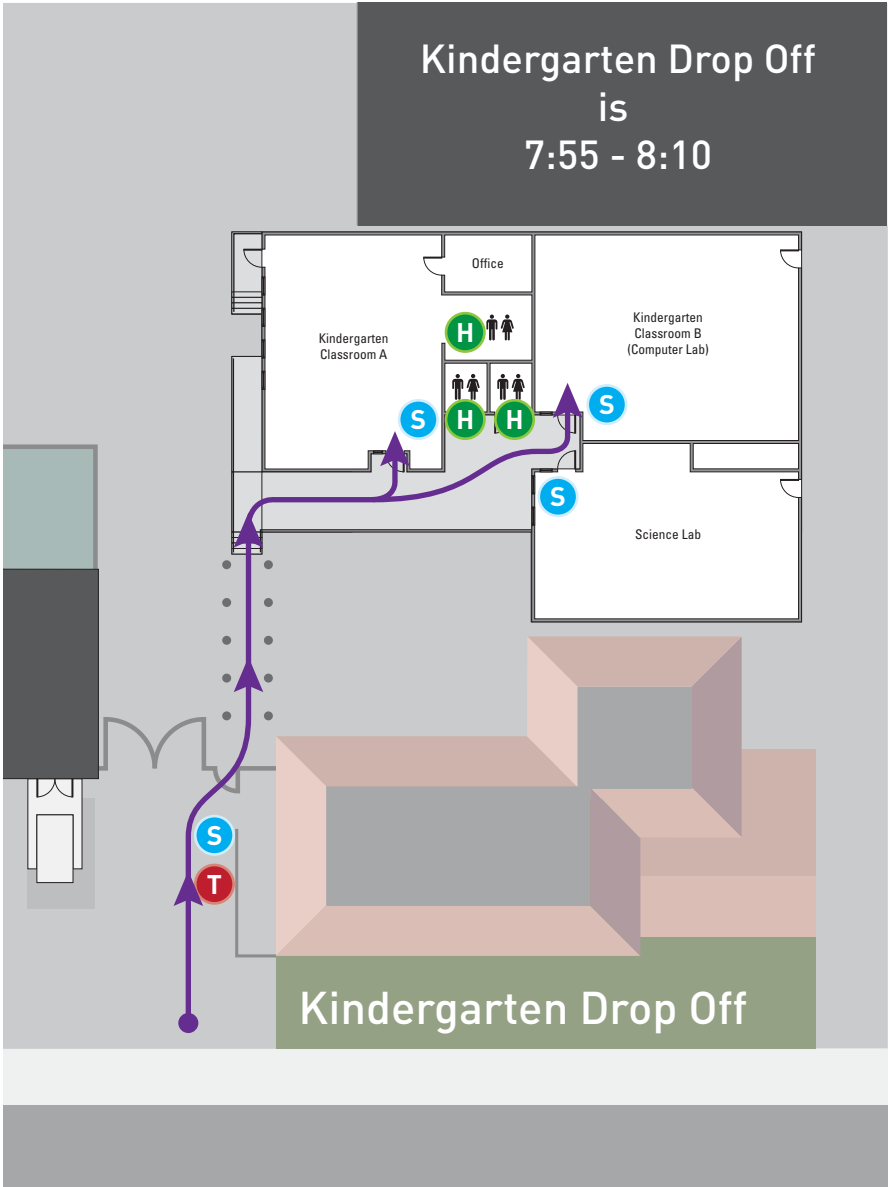 Kindergarten Drop Off
is
7:55 - 8:10
Office
Kindergarten
Classroom A
Kindergarten
Classroom B
(Computer Lab)
H
S
H
H
S
S
Science Lab
S
T
Kindergarten Drop Off